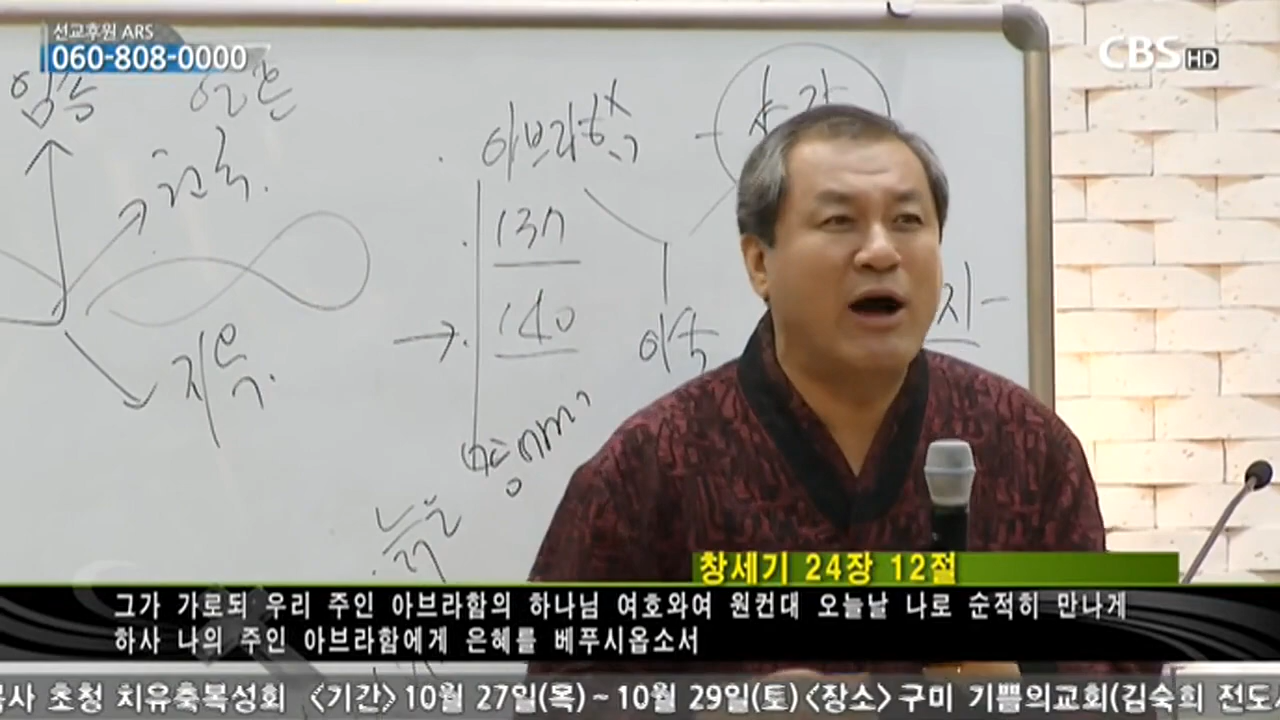 선교후원 ARS
060-808-0000
CBS HD
천국.
아브라함
137
140
이삭
지옥.
창세기 24장 12절
그가 가로되 우리 주인 아브라함의 하나님 여호와여 원컨대 오늘날 나로 순적히 만나게
하사 나의 주인 아브라함에게 은혜를 베푸시옵소서
초청 치유축복성회 〈기간〉 10월 27일(목) ~ 10월 29일(토) 〈장소〉 구미 기쁨의교회(김숙희 전도